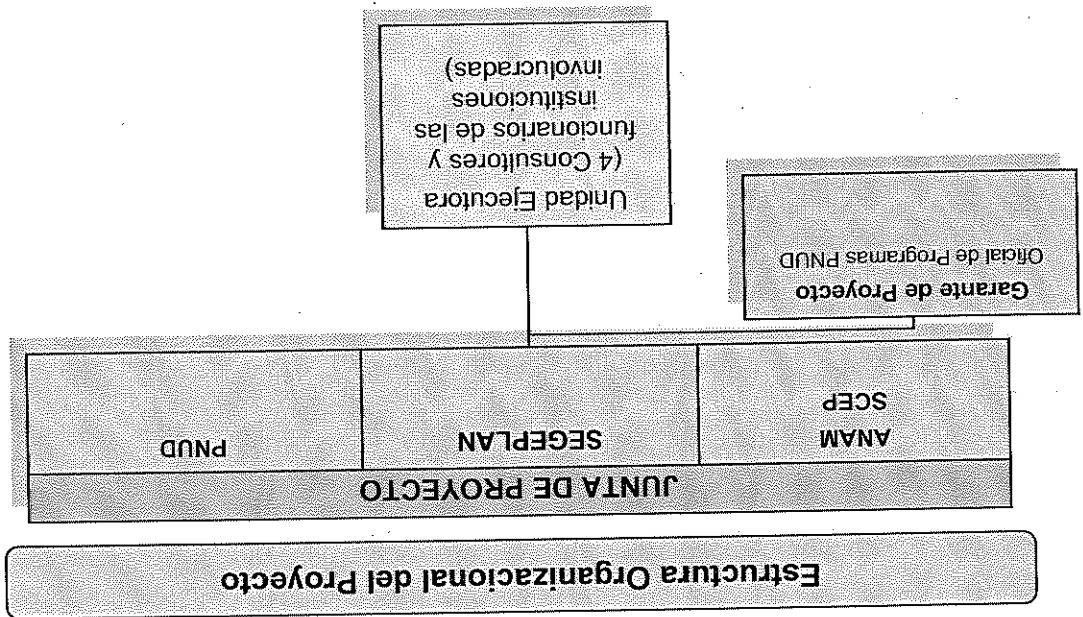 Estructura Organizacional del Proyecto
JUNTA DE PROYECTO
ANAM
SCEP
SEGEPLAN
PNUD
Garante de Proyecto
Oficial de Programas PNUD
Unidad Ejecutora
(4 Consultores y
funcionarios de las
instituciones
involucradas)